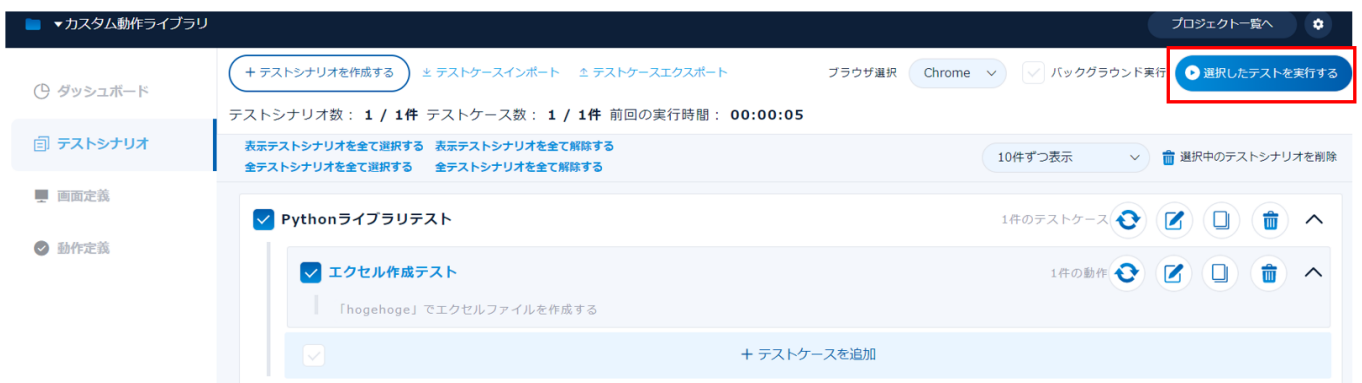 ▼カスタム動作ライブラリ
プロジェクト一覧へ
ダッシュボード
テストシナリオ
画面定義
動作定義
+ テストシナリオを作成する テストケースインポート テストケースエクスポート ブラウザ選択 Chrome バックグラウンド実行 選択したテストを実行する
テストシナリオ数： 1 / 1件 テストケース数： 1 / 1件 前回の実行時間： 00:00:05
表示テストシナリオを全て選択する 表示テストシナリオを全て解除する
全テストシナリオを全て選択する 全テストシナリオを全て解除する
10件ずつ表示 選択中のテストシナリオを削除
Pythonライブラリテスト 1件のテストケース
エクセル作成テスト 1件の動作
「hogehoge」でエクセルファイルを作成する
+ テストケースを追加